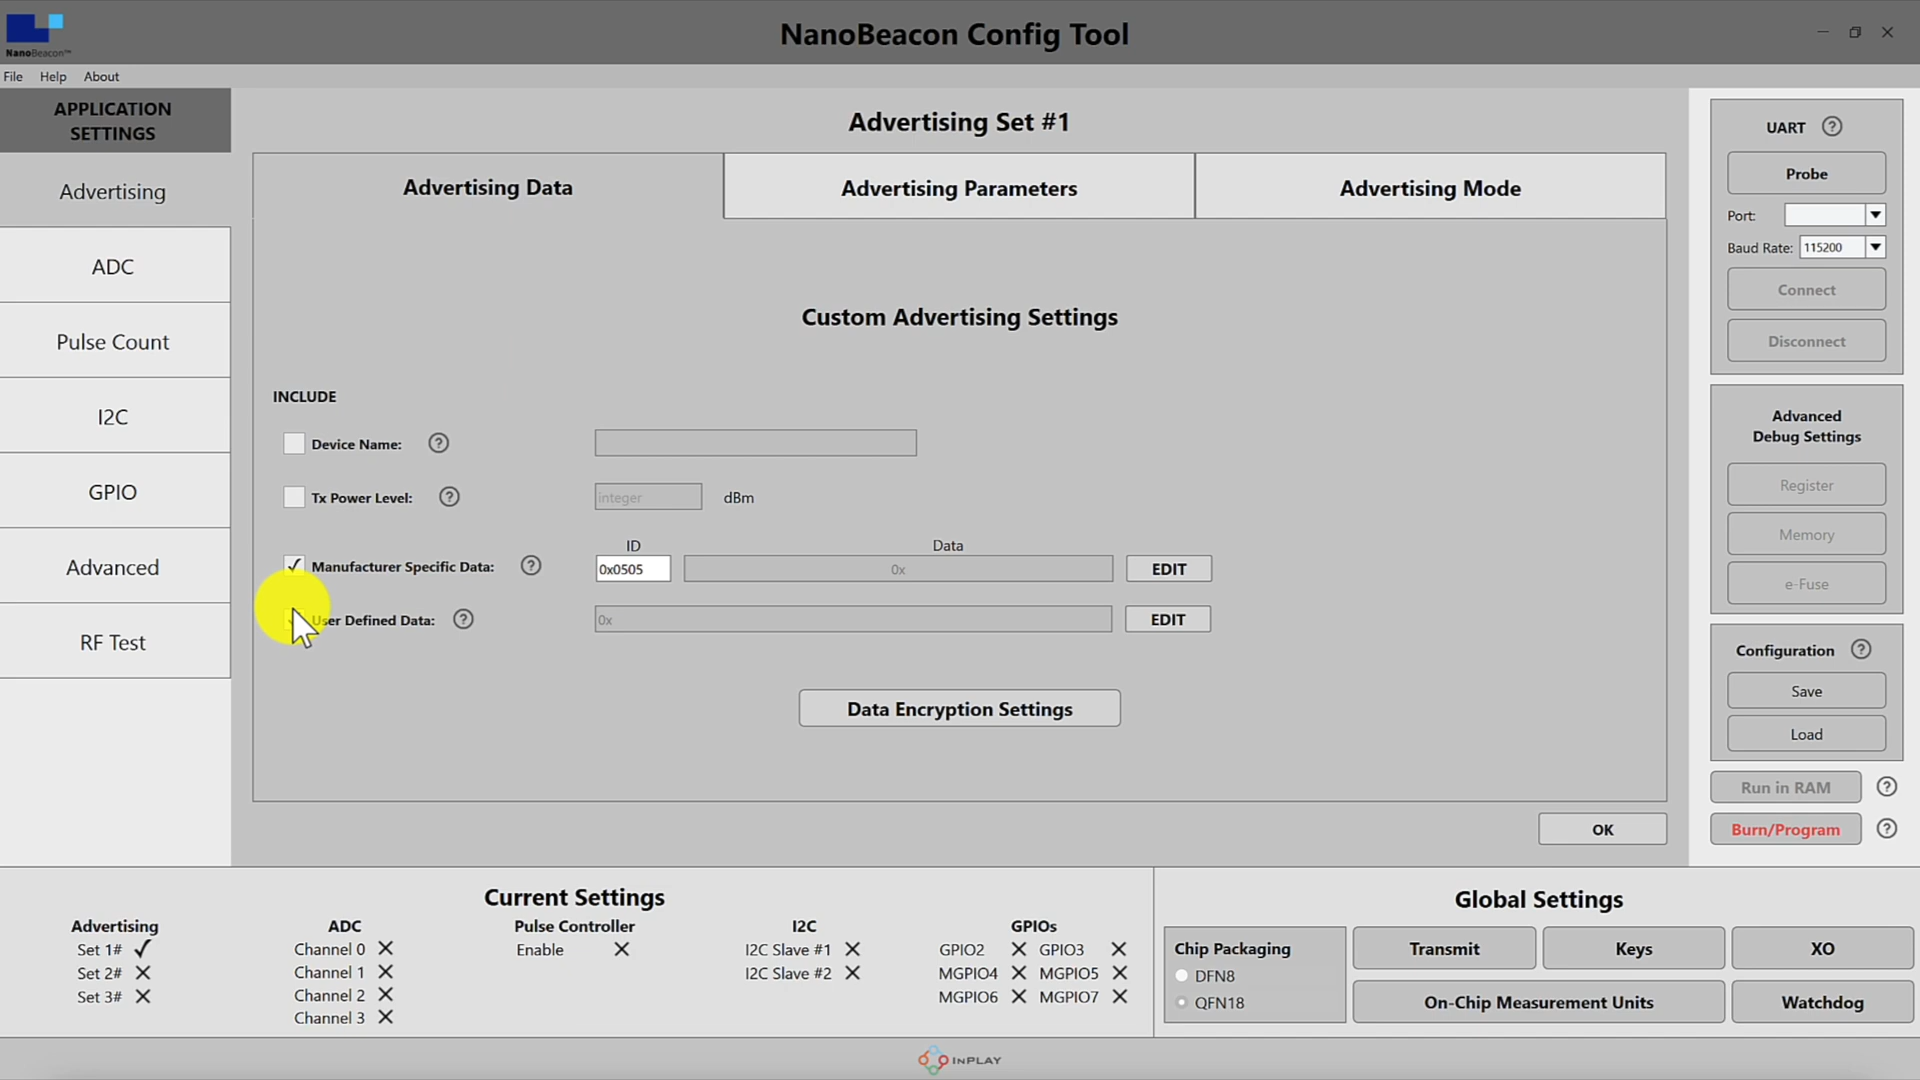 NanoBeacon Config Tool
NanoBeacon™
File Help About
APPLICATION
SETTINGS
Advertising
ADC
Pulse Count
I2C
GPIO
Advanced
RF Test
Advertising Set #1
Advertising Data
Advertising Parameters
Advertising Mode
Custom Advertising Settings
INCLUDE
Device Name: ?
Tx Power Level: ? integer dBm
ID Data
Manufacturer Specific Data: ? 0x0505 0x EDIT
User Defined Data: ? 0x EDIT
Data Encryption Settings
OK
UART ?
Probe
Port:
Baud Rate: 115200
Connect
Disconnect
Advanced
Debug Settings
Register
Memory
e-Fuse
Configuration ?
Save
Load
Run in RAM ?
Burn/Program ?
Current Settings
Advertising
Set 1#
Set 2#
Set 3#
ADC
Channel 0
Channel 1
Channel 2
Channel 3
Pulse Controller
Enable
I2C
I2C Slave #1
I2C Slave #2
GPIOs
GPIO2 GPIO3
MGPIO4 MGPIO5
MGPIO6 MGPIO7
Global Settings
Chip Packaging
DFN8
QFN18
Transmit
Keys
XO
On-Chip Measurement Units
Watchdog
INPLAY